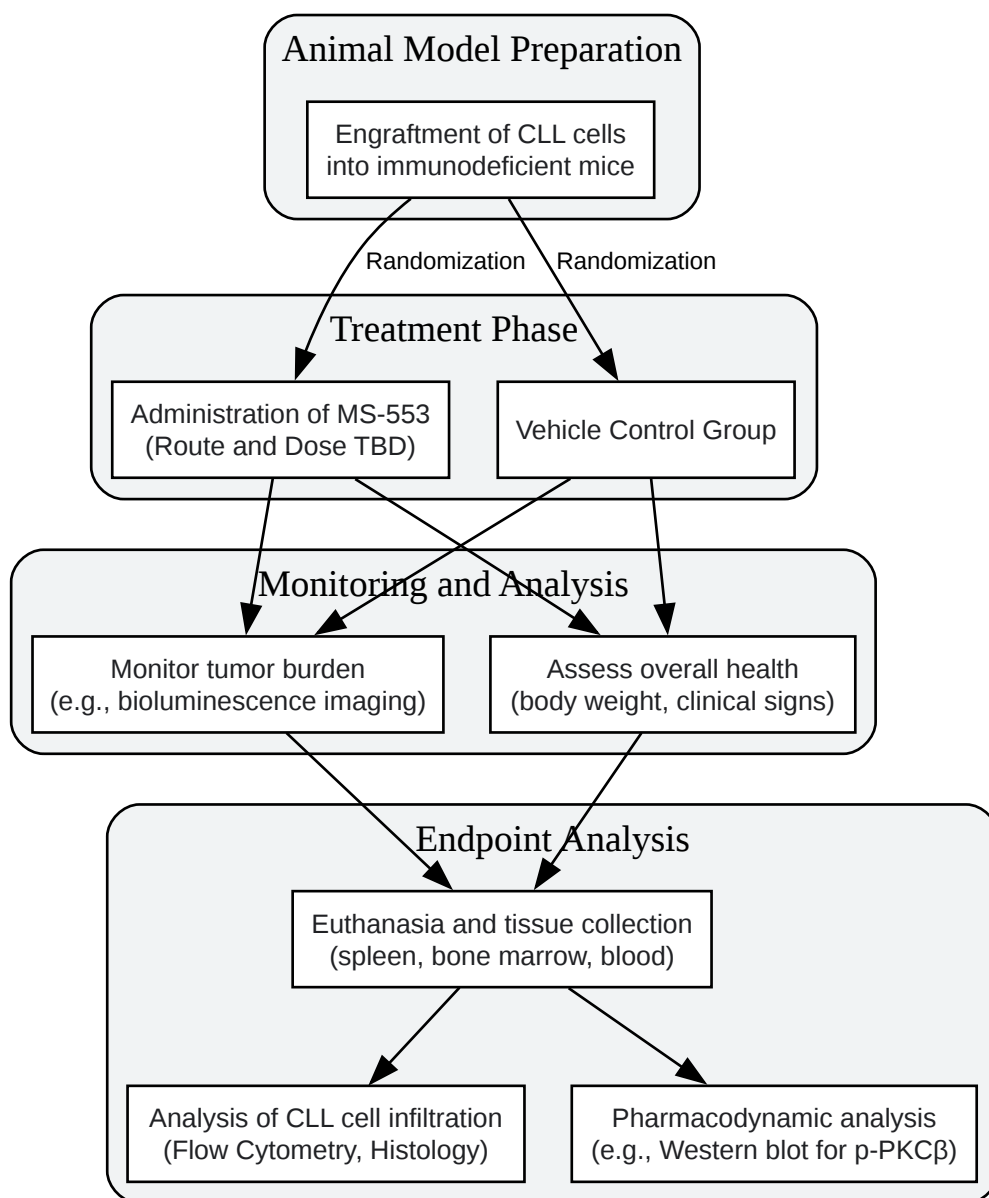 Animal Model Preparation
Engraftment of CLL cells
into immunodeficient mice
Randomization
Randomization
Treatment Phase
Administration of MS-553
(Route and Dose TBD)
Vehicle Control Group
Monitoring and Analysis
Monitor tumor burden
(e.g., bioluminescence imaging)
Assess overall health
(body weight, clinical signs)
Endpoint Analysis
Euthanasia and tissue collection
(spleen, bone marrow, blood)
Analysis of CLL cell infiltration
(Flow Cytometry, Histology)
Pharmacodynamic analysis
(e.g., Western blot for p-PKCβ)